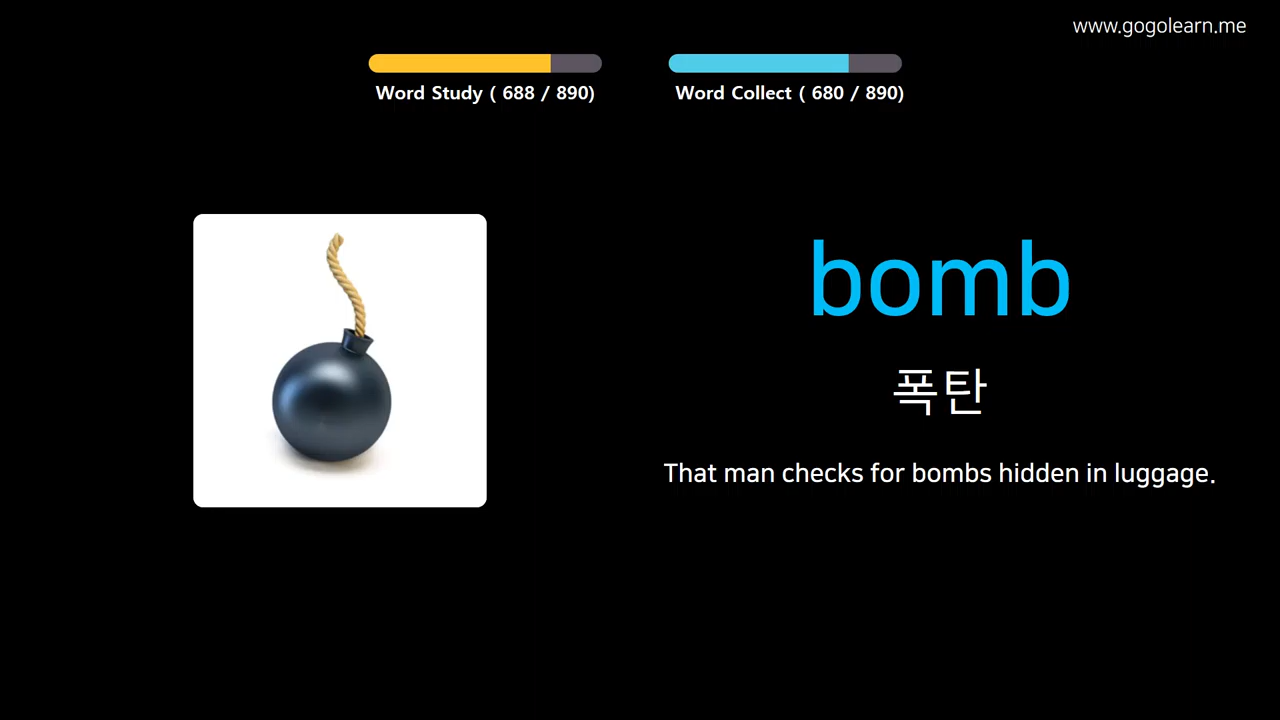 www.gogolearn.me
Word Study ( 688 / 890)
Word Collect ( 680 / 890)
bomb
폭탄
That man checks for bombs hidden in luggage.